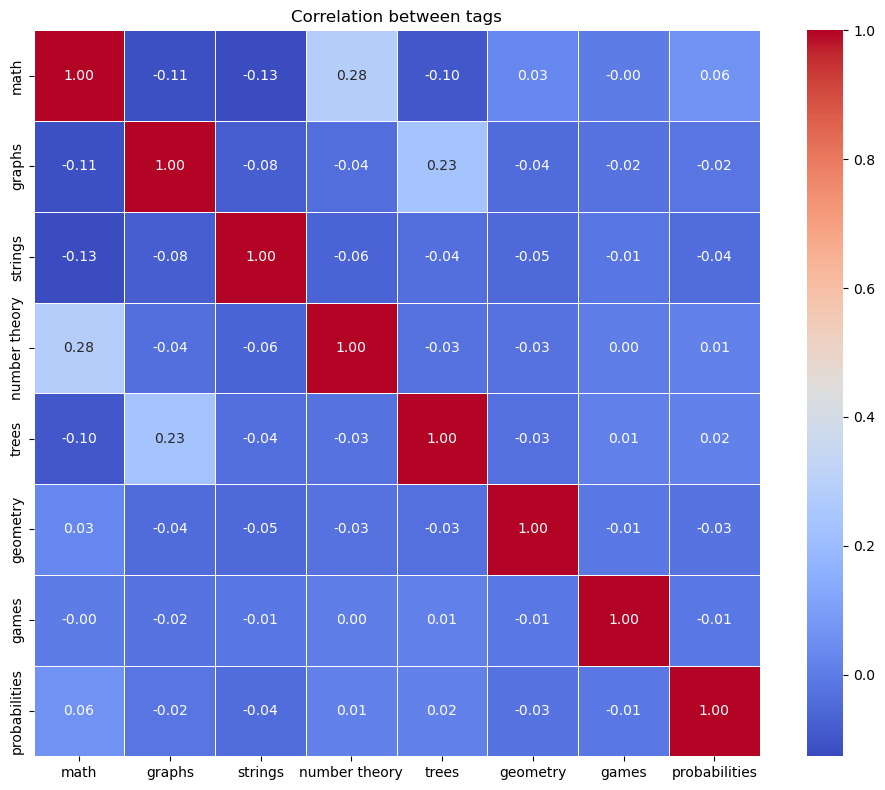 Correlation between tags
math 1.00 -0.11 -0.13 0.28 -0.10 0.03 -0.00 0.06
graphs -0.11 1.00 -0.08 -0.04 0.23 -0.04 -0.02 -0.02
strings -0.13 -0.08 1.00 -0.06 -0.04 -0.05 -0.01 -0.04
number theory 0.28 -0.04 -0.06 1.00 -0.03 -0.03 0.00 0.01
trees -0.10 0.23 -0.04 -0.03 1.00 -0.03 0.01 0.02
geometry 0.03 -0.04 -0.05 -0.03 -0.03 1.00 -0.01 -0.03
games -0.00 -0.02 -0.01 0.00 0.01 -0.01 1.00 -0.01
probabilities 0.06 -0.02 -0.04 0.01 0.02 -0.03 -0.01 1.00
math graphs strings number theory trees geometry games probabilities
1.0
0.8
0.6
0.4
0.2
0.0